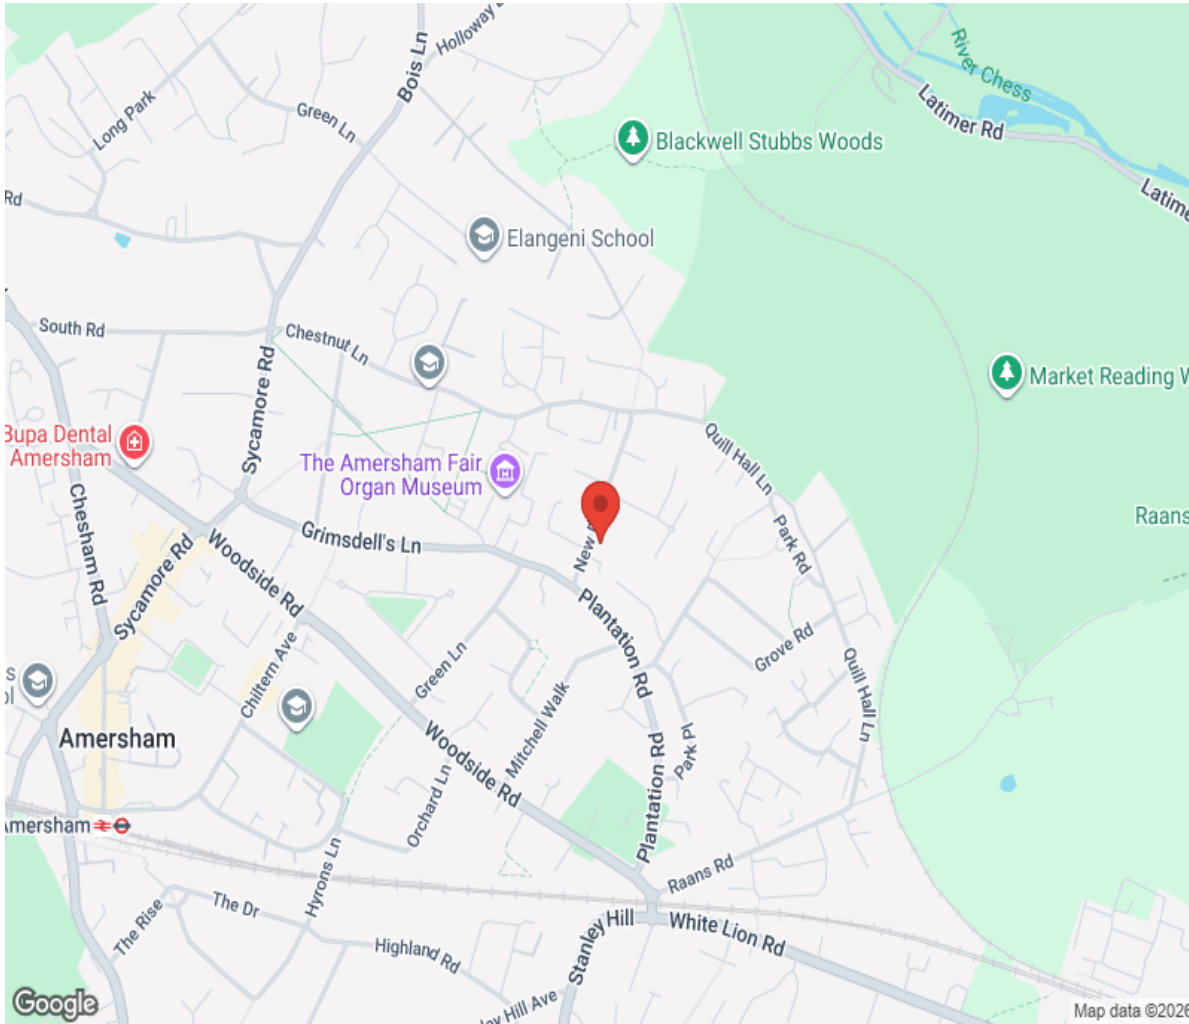 Holloway
Bois Ln
River Chess
Latimer Rd
Long Park
Green Ln
Blackwell Stubbs Woods
Rd
Elangeni School
South Rd
Chestnut Ln
Sycamore Rd
Market Reading W
Bupa Dental
Amersham
Quill Hall Ln
The Amersham Fair
Organ Museum
Chesham Rd
Raans
Grimsdell's Ln
New
Park Rd
Sycamore Rd
Woodside Rd
Plantation Rd
Grove Rd
Green Ln
Chiltern Ave
Quill Hall Ln
Mitchell Walk
Amersham
Woodside Rd
Park Pl
Plantation Rd
Orchard Ln
Amersham
Raans Rd
Hyrons Ln
The Dr
The Rise
Stanley Hill
White Lion Rd
Highland Rd
ey Hill Ave
Google
Map data ©2026